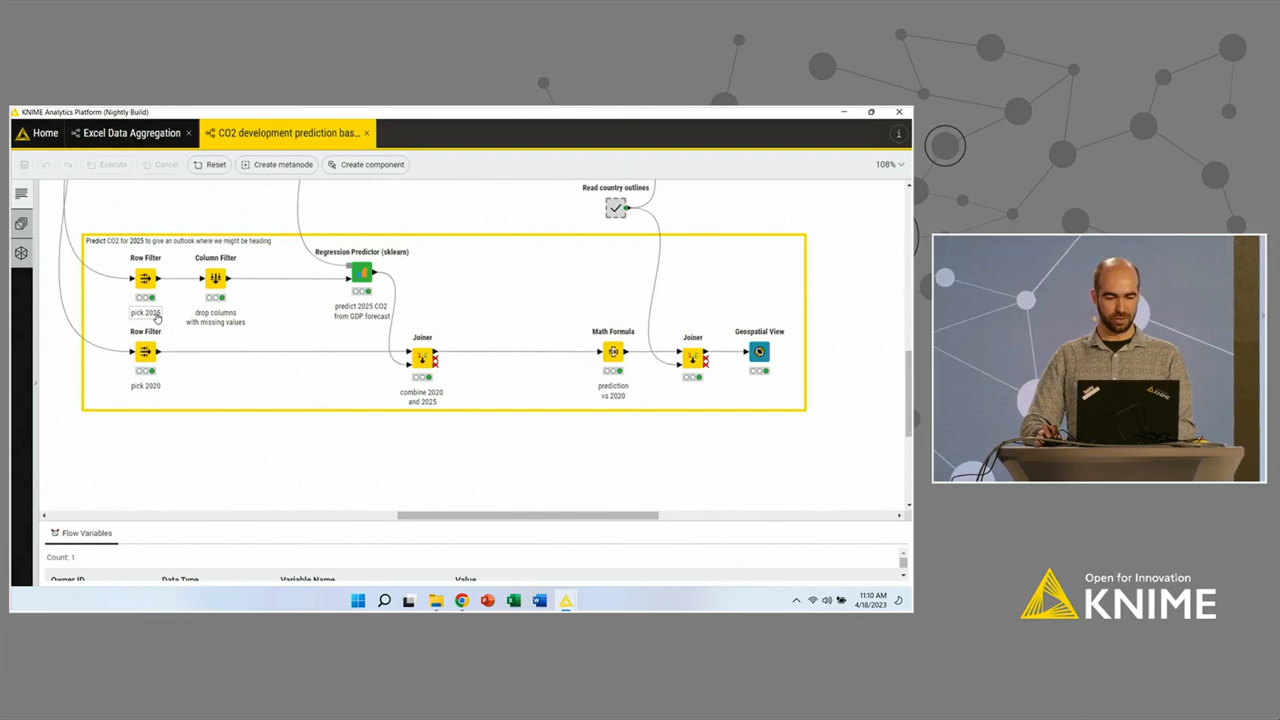 KNIME Analytics Platform (Nightly Build)
Home
Excel Data Aggregation
CO2 development prediction bas...
Execute
Cancel
Reset
Create metanode
Create component
108%
Read country outlines
Predict CO2 for 2025 to give an outlook where we might be heading
Row Filter
Column Filter
Regression Predictor (sklearn)
pick 2025
drop columns
with missing values
predict 2025 CO2
from GDP forecast
Row Filter
Joiner
Math Formula
Joiner
Geospatial View
pick 2020
combine 2020
and 2025
prediction
vs 2020
Flow Variables
Count: 1
Owner ID
Data Type
Variable Name
Value
11:10 AM
4/18/2023
Open for Innovation
KNIME
KNIME